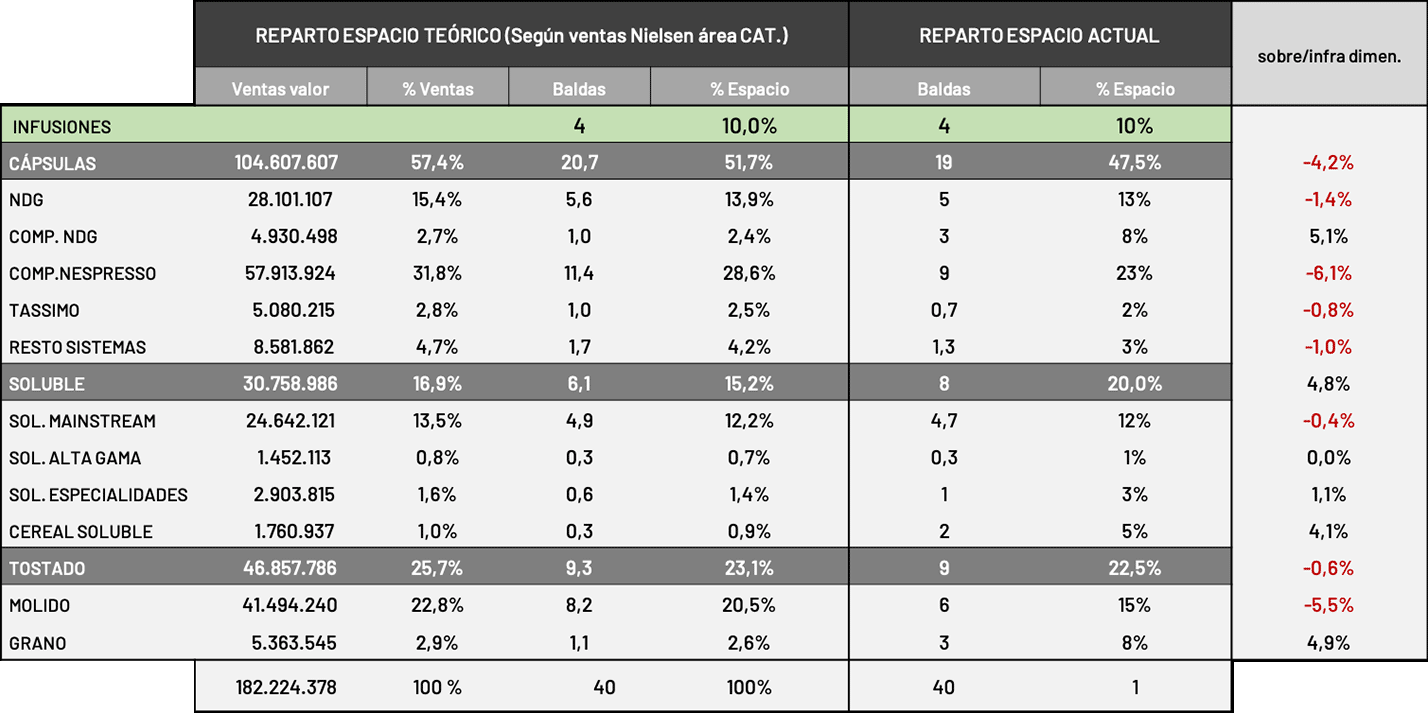 REPARTO ESPACIO TEÓRICO (Según ventas Nielsen área CAT.) REPARTO ESPACIO ACTUAL sobre/infra dimen.
Ventas valor % Ventas Baldas % Espacio Baldas % Espacio
INFUSIONES 4 10,0% 4 10%
CÁPSULAS 104.607.607 57,4% 20,7 51,7% 19 47,5% -4,2%
NDG 28.101.107 15,4% 5,6 13,9% 5 13% -1,4%
COMP. NDG 4.930.498 2,7% 1,0 2,4% 3 8% 5,1%
COMP.NESPRESSO 57.913.924 31,8% 11,4 28,6% 9 23% -6,1%
TASSIMO 5.080.215 2,8% 1,0 2,5% 0,7 2% -0,8%
RESTO SISTEMAS 8.581.862 4,7% 1,7 4,2% 1,3 3% -1,0%
SOLUBLE 30.758.986 16,9% 6,1 15,2% 8 20,0% 4,8%
SOL. MAINSTREAM 24.642.121 13,5% 4,9 12,2% 4,7 12% -0,4%
SOL. ALTA GAMA 1.452.113 0,8% 0,3 0,7% 0,3 1% 0,0%
SOL. ESPECIALIDADES 2.903.815 1,6% 0,6 1,4% 1 3% 1,1%
CEREAL SOLUBLE 1.760.937 1,0% 0,3 0,9% 2 5% 4,1%
TOSTADO 46.857.786 25,7% 9,3 23,1% 9 22,5% -0,6%
MOLIDO 41.494.240 22,8% 8,2 20,5% 6 15% -5,5%
GRANO 5.363.545 2,9% 1,1 2,6% 3 8% 4,9%
182.224.378 100 % 40 100% 40 1